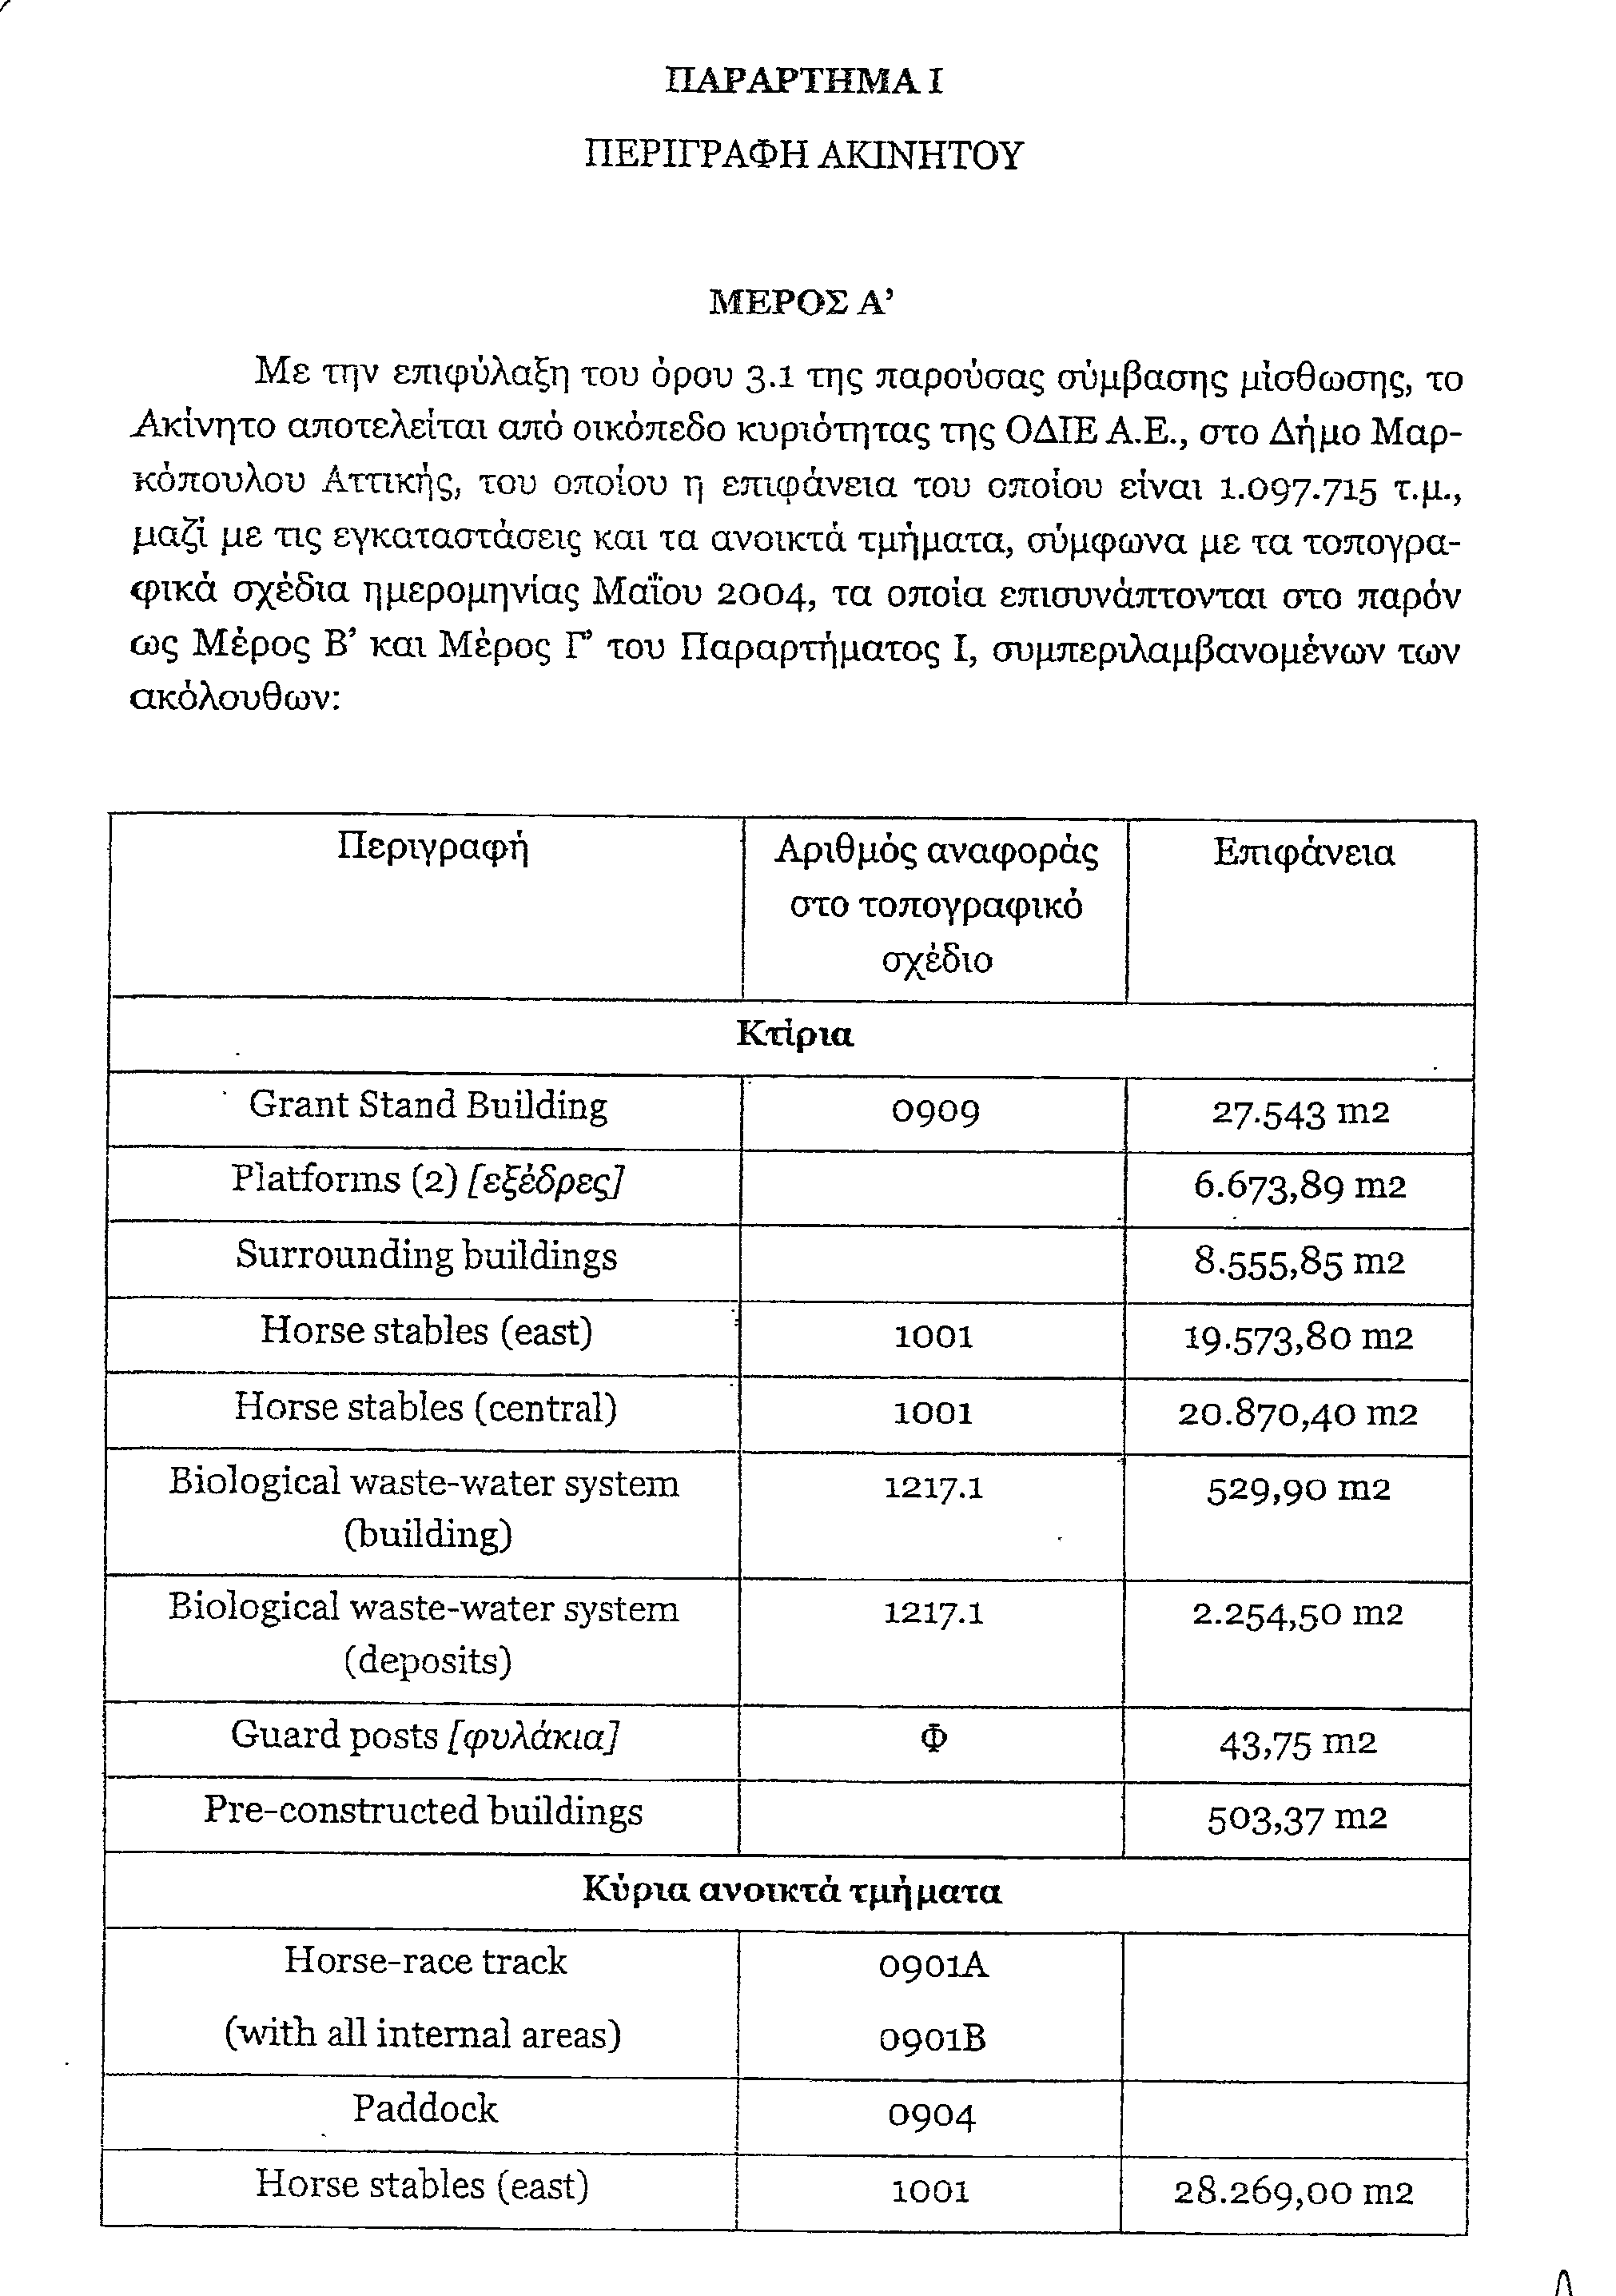 ΠΑΡΑΡΤΗΜΑ Ι
ΠΕΡΙΓΡΑΦΗ ΑΚΙΝΗΤΟΥ
ΜΕΡΟΣ Α’
Με την επιφύλαξη του όρου 3.1 της παρούσας σύμβασης μίσθωσης, το
Ακίνητο αποτελείται από οικόπεδο κυριότητας της ΟΔΙΕ Α.Ε., στο Δήμο Μαρ-
κόπουλου Αττικής, του οποίου η επιφάνεια του οποίου είναι 1.097.715 τ.μ.,
μαζί με τις εγκαταστάσεις και τα ανοικτά τμήματα, σύμφωνα με τα τοπογρα-
φικά σχέδια ημερομηνίας Μαΐου 2004, τα οποία επισυνάπτονται στο παρόν
ως Μέρος Β’ και Μέρος Γ’ του Παραρτήματος Ι, συμπεριλαμβανομένων των
ακόλουθων:
Περιγραφή Αριθμός αναφοράς Επιφάνεια
στο τοπογραφικό
σχέδιο
Κτίρια
Grant Stand Building 0909 27.543 m2
Platforms (2) [εξέδρες] 6.673,89 m2
Surrounding buildings 8.555,85 m2
Horse stables (east) 1001 19.573,80 m2
Horse stables (central) 1001 20.870,40 m2
Biological waste-water system 1217.1 529,90 m2
(building)
Biological waste-water system 1217.1 2.254,50 m2
(deposits)
Guard posts [φυλάκια] Φ 43,75 m2
Pre-constructed buildings 503,37 m2
Κύρια ανοικτά τμήματα
Horse-race track 0901A
(with all internal areas) 0901B
Paddock 0904
Horse stables (east) 1001 28.269,00 m2